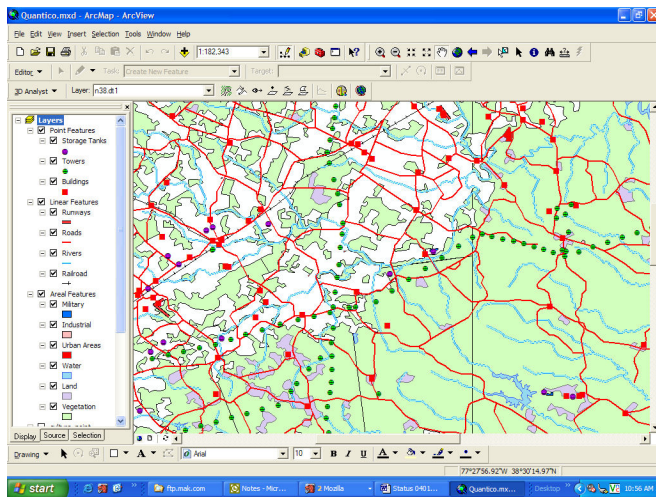 Quantico.mxd - ArcMap - ArcView
File Edit View Insert Selection Tools Window Help
1:182,343
Editor Task: Create New Feature Target:
3D Analyst Layer: n38.dt1
Layers
Point Features
Storage Tanks
Towers
Buildings
Linear Features
Runways
Roads
Rivers
Railroad
Areal Features
Military
Industrial
Urban Areas
Water
Land
Vegetation
Display Source Selection
Drawing A Arial 10 B I U A
77°27'56.92"W 38°30'14.97"N
start ftp.mak.com Notes - Micr... 2 Mozilla Status 0401... Quantico.mx... Desktop 10:56 AM